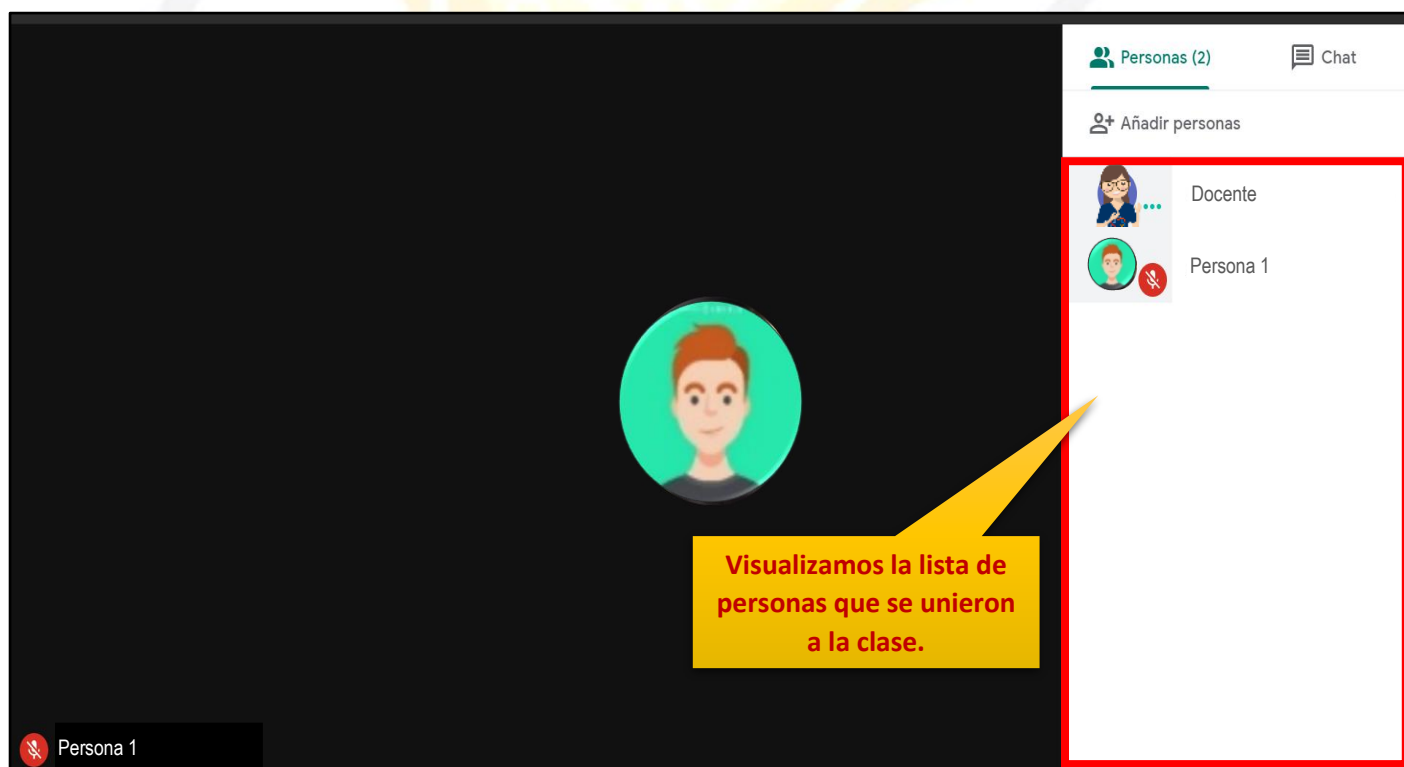 Personas (2)
Chat
Añadir personas
Docente
Persona 1
Visualizamos la lista de
personas que se unieron
a la clase.
Persona 1